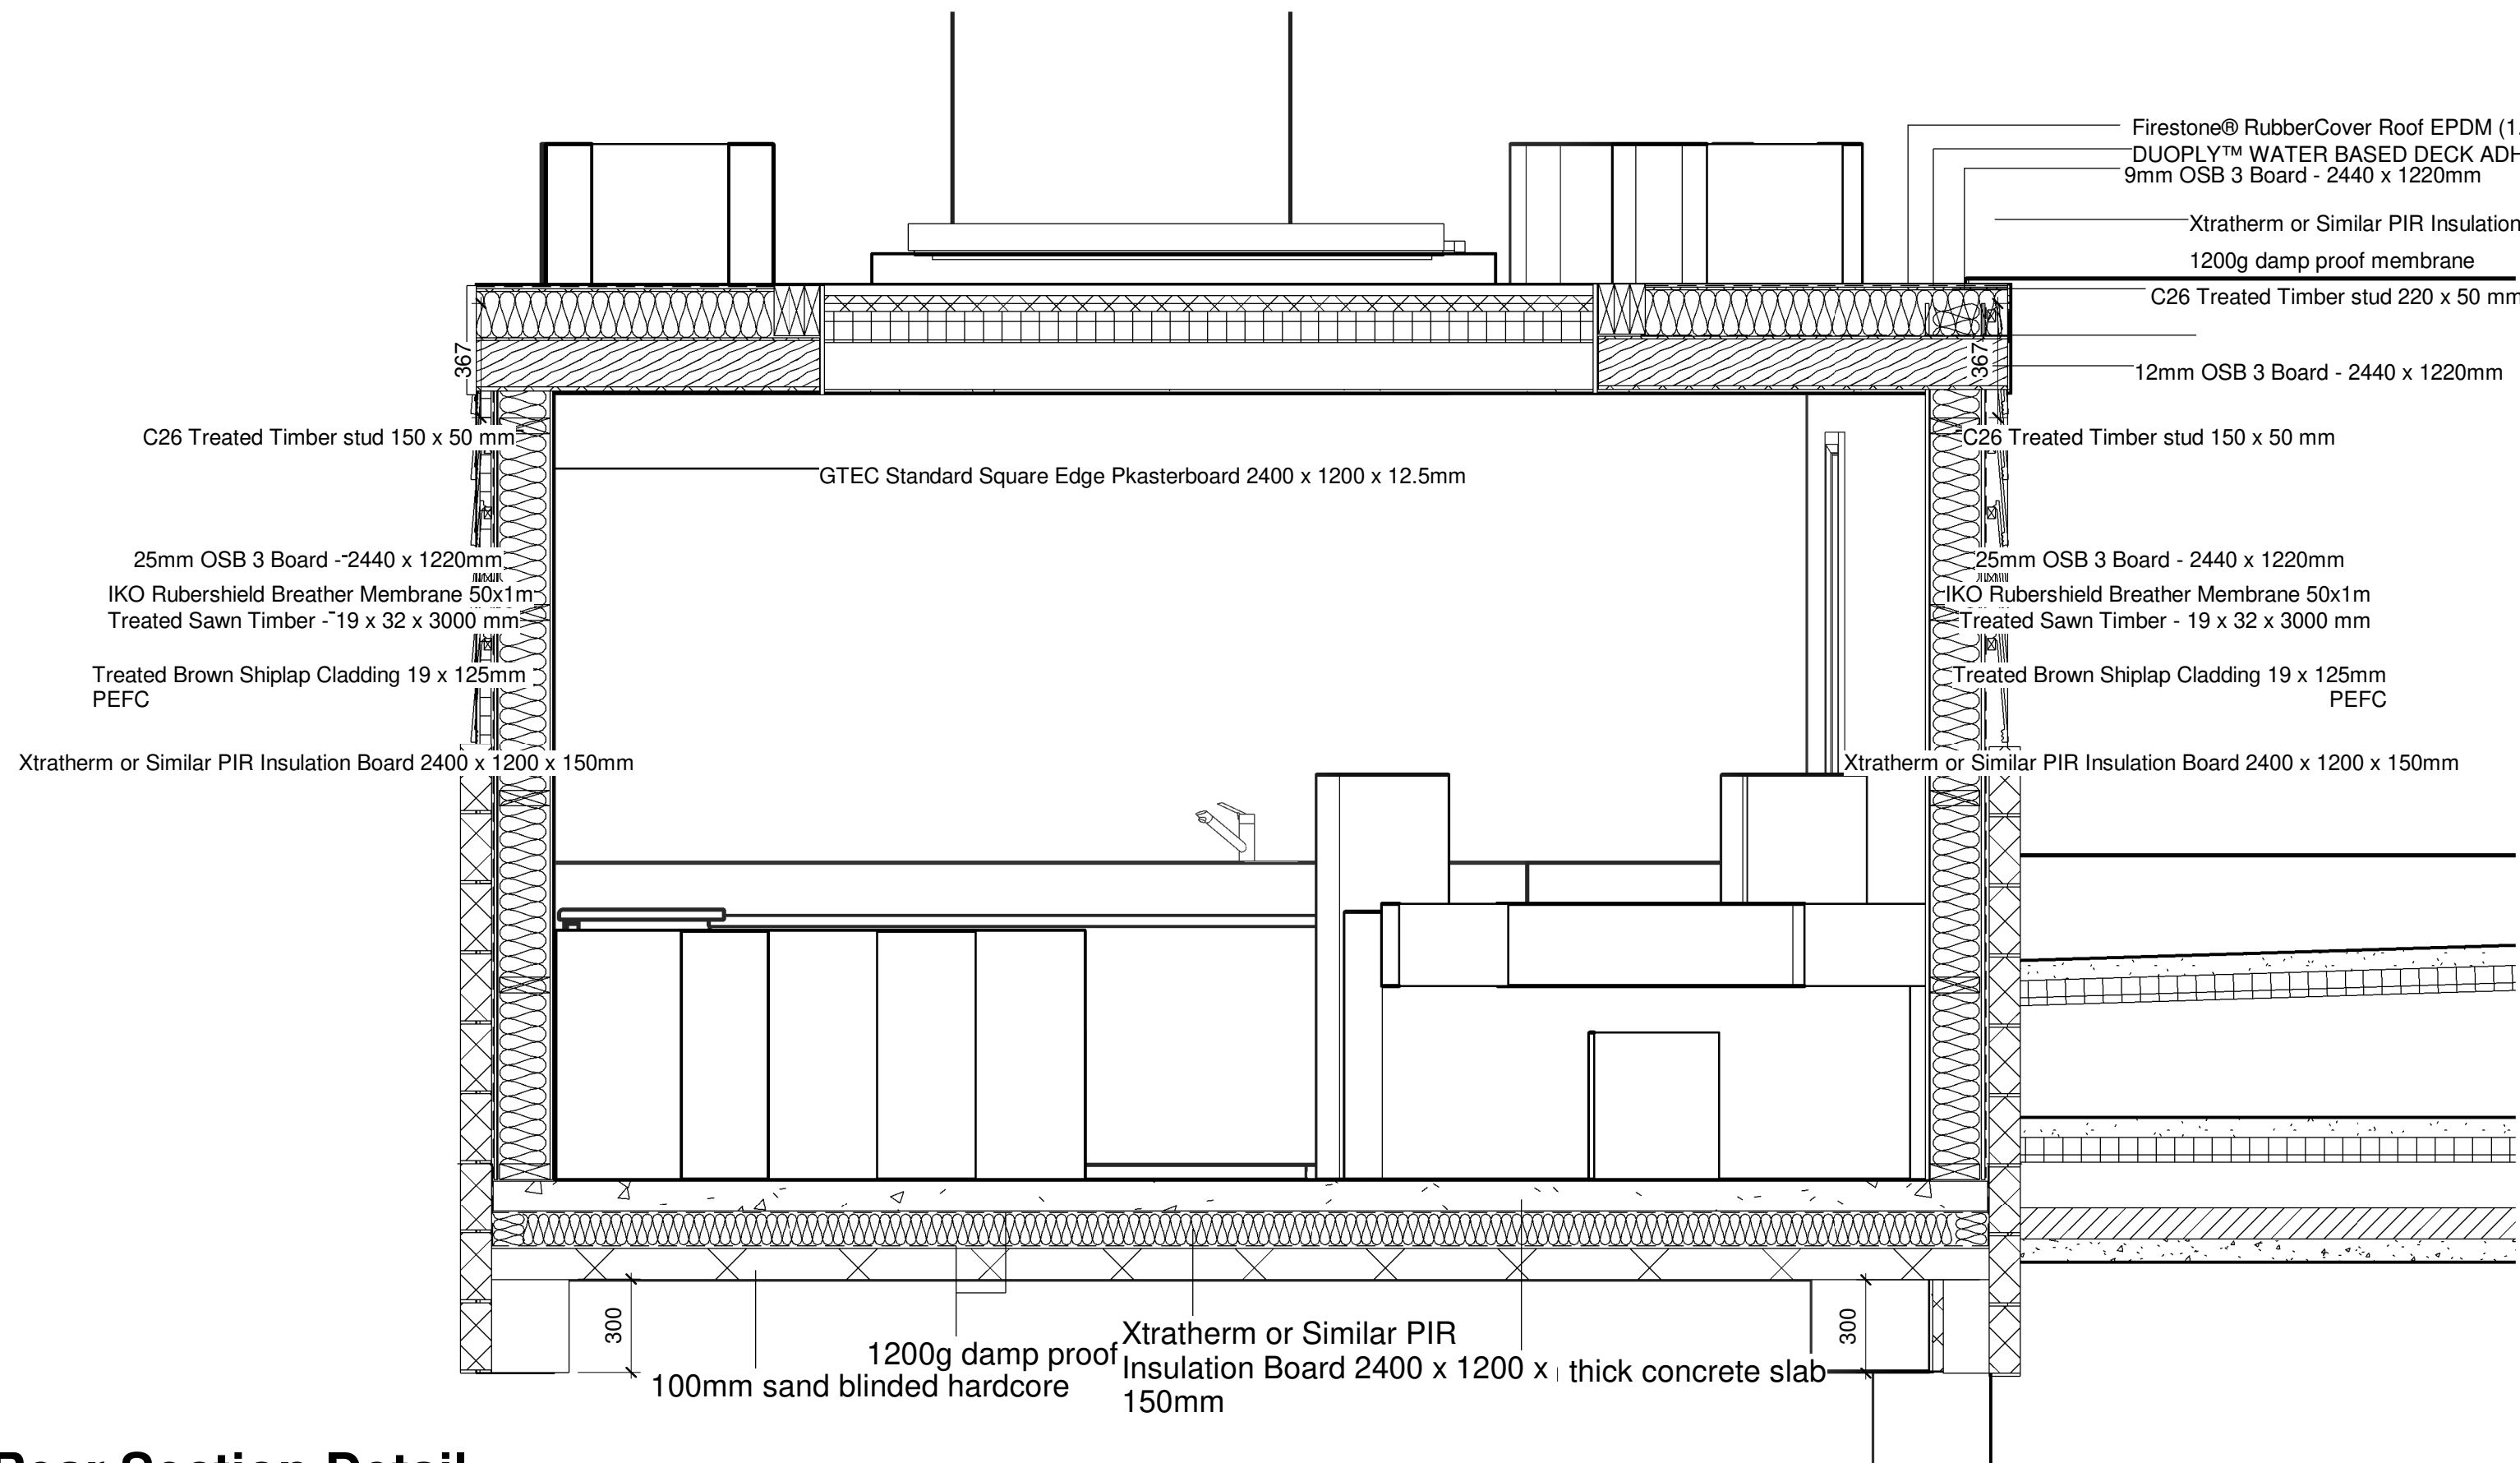 Firestone® RubberCover Roof EPDM (1.
DUOPLY™ WATER BASED DECK ADH
9mm OSB 3 Board - 2440 x 1220mm
Xtratherm or Similar PIR Insulation
1200g damp proof membrane
C26 Treated Timber stud 220 x 50 mm
367
367
12mm OSB 3 Board - 2440 x 1220mm
C26 Treated Timber stud 150 x 50 mm
C26 Treated Timber stud 150 x 50 mm
GTEC Standard Square Edge Pkasterboard 2400 x 1200 x 12.5mm
25mm OSB 3 Board - 2440 x 1220mm
25mm OSB 3 Board - 2440 x 1220mm
IKO Rubershield Breather Membrane 50x1m
IKO Rubershield Breather Membrane 50x1m
Treated Sawn Timber - 19 x 32 x 3000 mm
Treated Sawn Timber - 19 x 32 x 3000 mm
Treated Brown Shiplap Cladding 19 x 125mm
PEFC
Treated Brown Shiplap Cladding 19 x 125mm
PEFC
Xtratherm or Similar PIR Insulation Board 2400 x 1200 x 150mm
Xtratherm or Similar PIR Insulation Board 2400 x 1200 x 150mm
300
300
1200g damp proof
100mm sand blinded hardcore
Xtratherm or Similar PIR
Insulation Board 2400 x 1200 x
150mm
thick concrete slab
Rear Section Detail